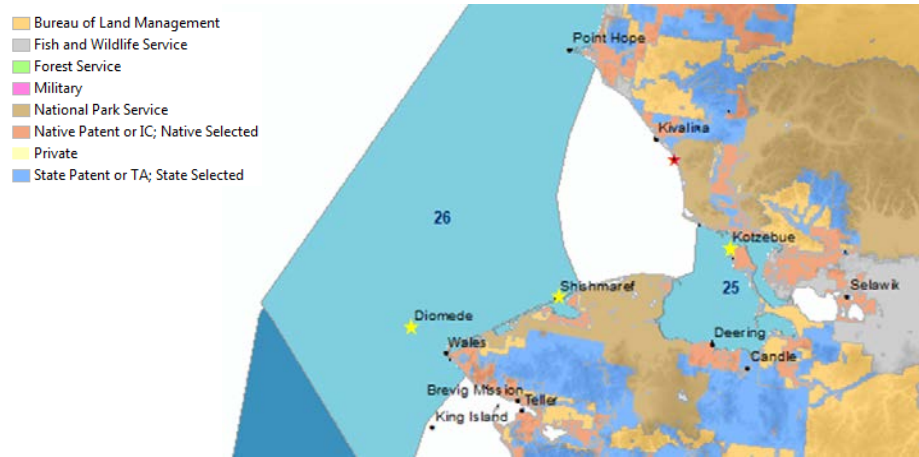 Bureau of Land Management
Fish and Wildlife Service
Forest Service
Military
National Park Service
Native Patent or IC; Native Selected
Private
State Patent or TA; State Selected
Point Hope
Kivalina
26
Kotzebue
Shishmaref
25
Selawik
Diomede
Deering
Wales
Candle
Brevig Mission
Teller
King Island